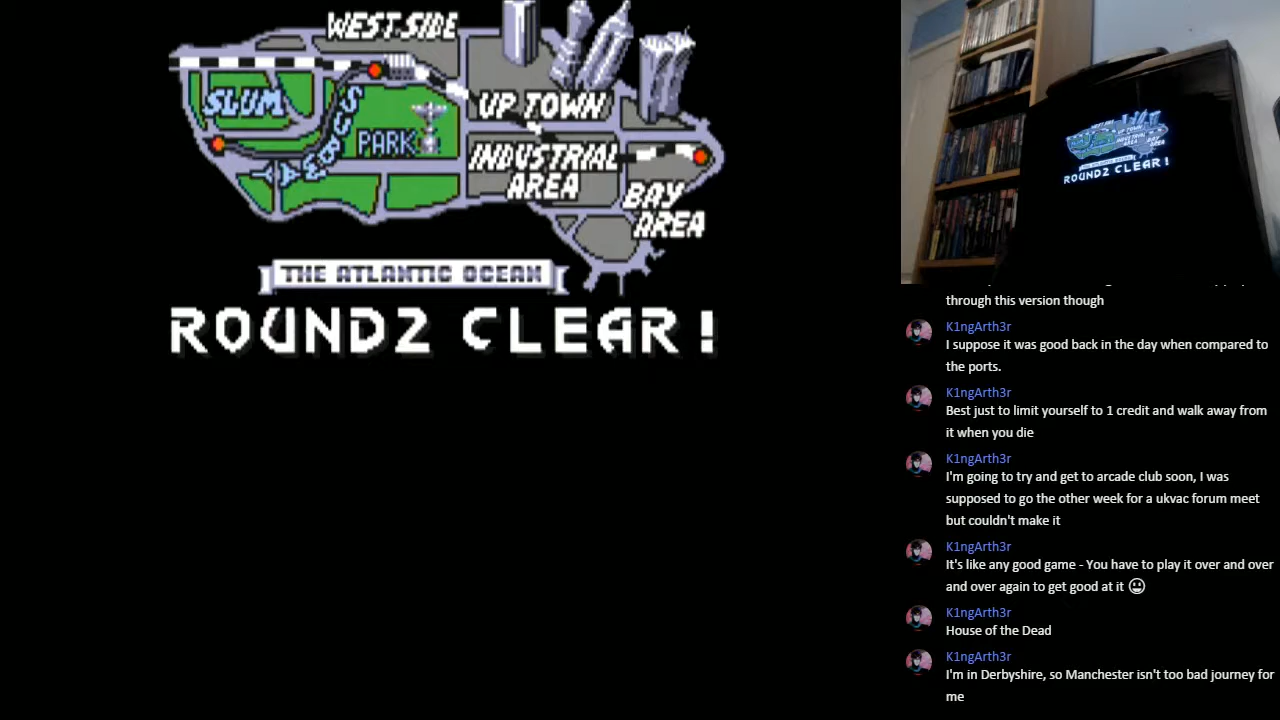 WEST SIDE
SLUM
SUBWAY
PARK
UP TOWN
INDUSTRIAL
AREA
BAY
AREA
THE ATLANTIC OCEAN
ROUND2 CLEAR!
UP TOWN
INDUSTRIAL
AREA
BAY
AREA
ROUND2 CLEAR!
through this version though
K1ngArth3r
I suppose it was good back in the day when compared to
the ports.
K1ngArth3r
Best just to limit yourself to 1 credit and walk away from
it when you die
K1ngArth3r
I'm going to try and get to arcade club soon, I was
supposed to go the other week for a ukvac forum meet
but couldn't make it
K1ngArth3r
It's like any good game - You have to play it over and over
and over again to get good at it
K1ngArth3r
House of the Dead
K1ngArth3r
I'm in Derbyshire, so Manchester isn't too bad journey for
me